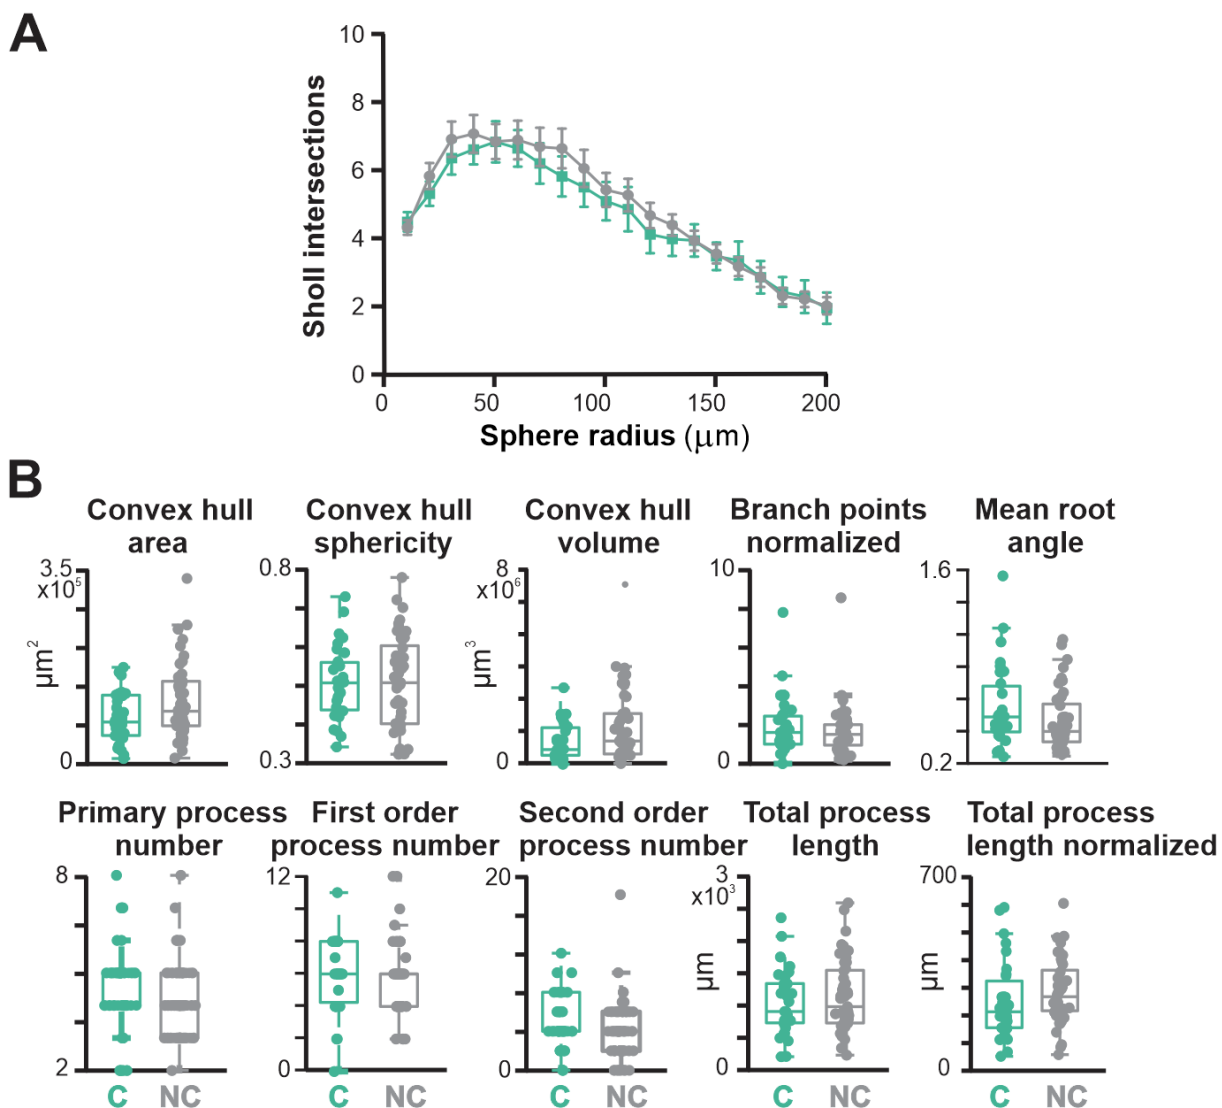 A
10
8
6
4
2
0
Sholl intersections
0 50 100 150 200
Sphere radius (μm)
B
Convex hull
area
3.5
x10⁵
μm²
0
Convex hull
sphericity
0.8
0.3
Convex hull
volume
8
x10⁶
μm³
0
Branch points
normalized
10
0
Mean root
angle
1.6
0.2
Primary process
number
8
2
C NC
First order
process number
12
0
C NC
Second order
process number
20
0
C NC
Total process
length
3
x10³
μm
0
C NC
Total process
length normalized
700
μm
0
C NC